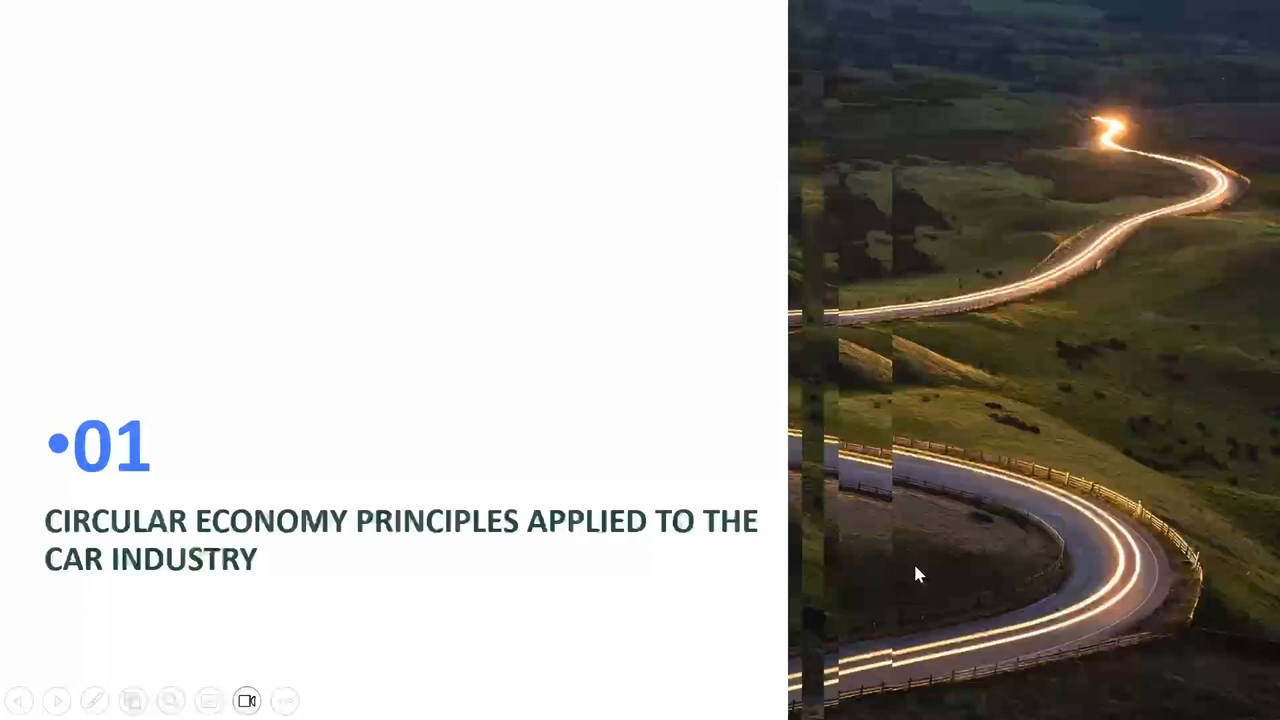 •01
CIRCULAR ECONOMY PRINCIPLES APPLIED TO THE
CAR INDUSTRY